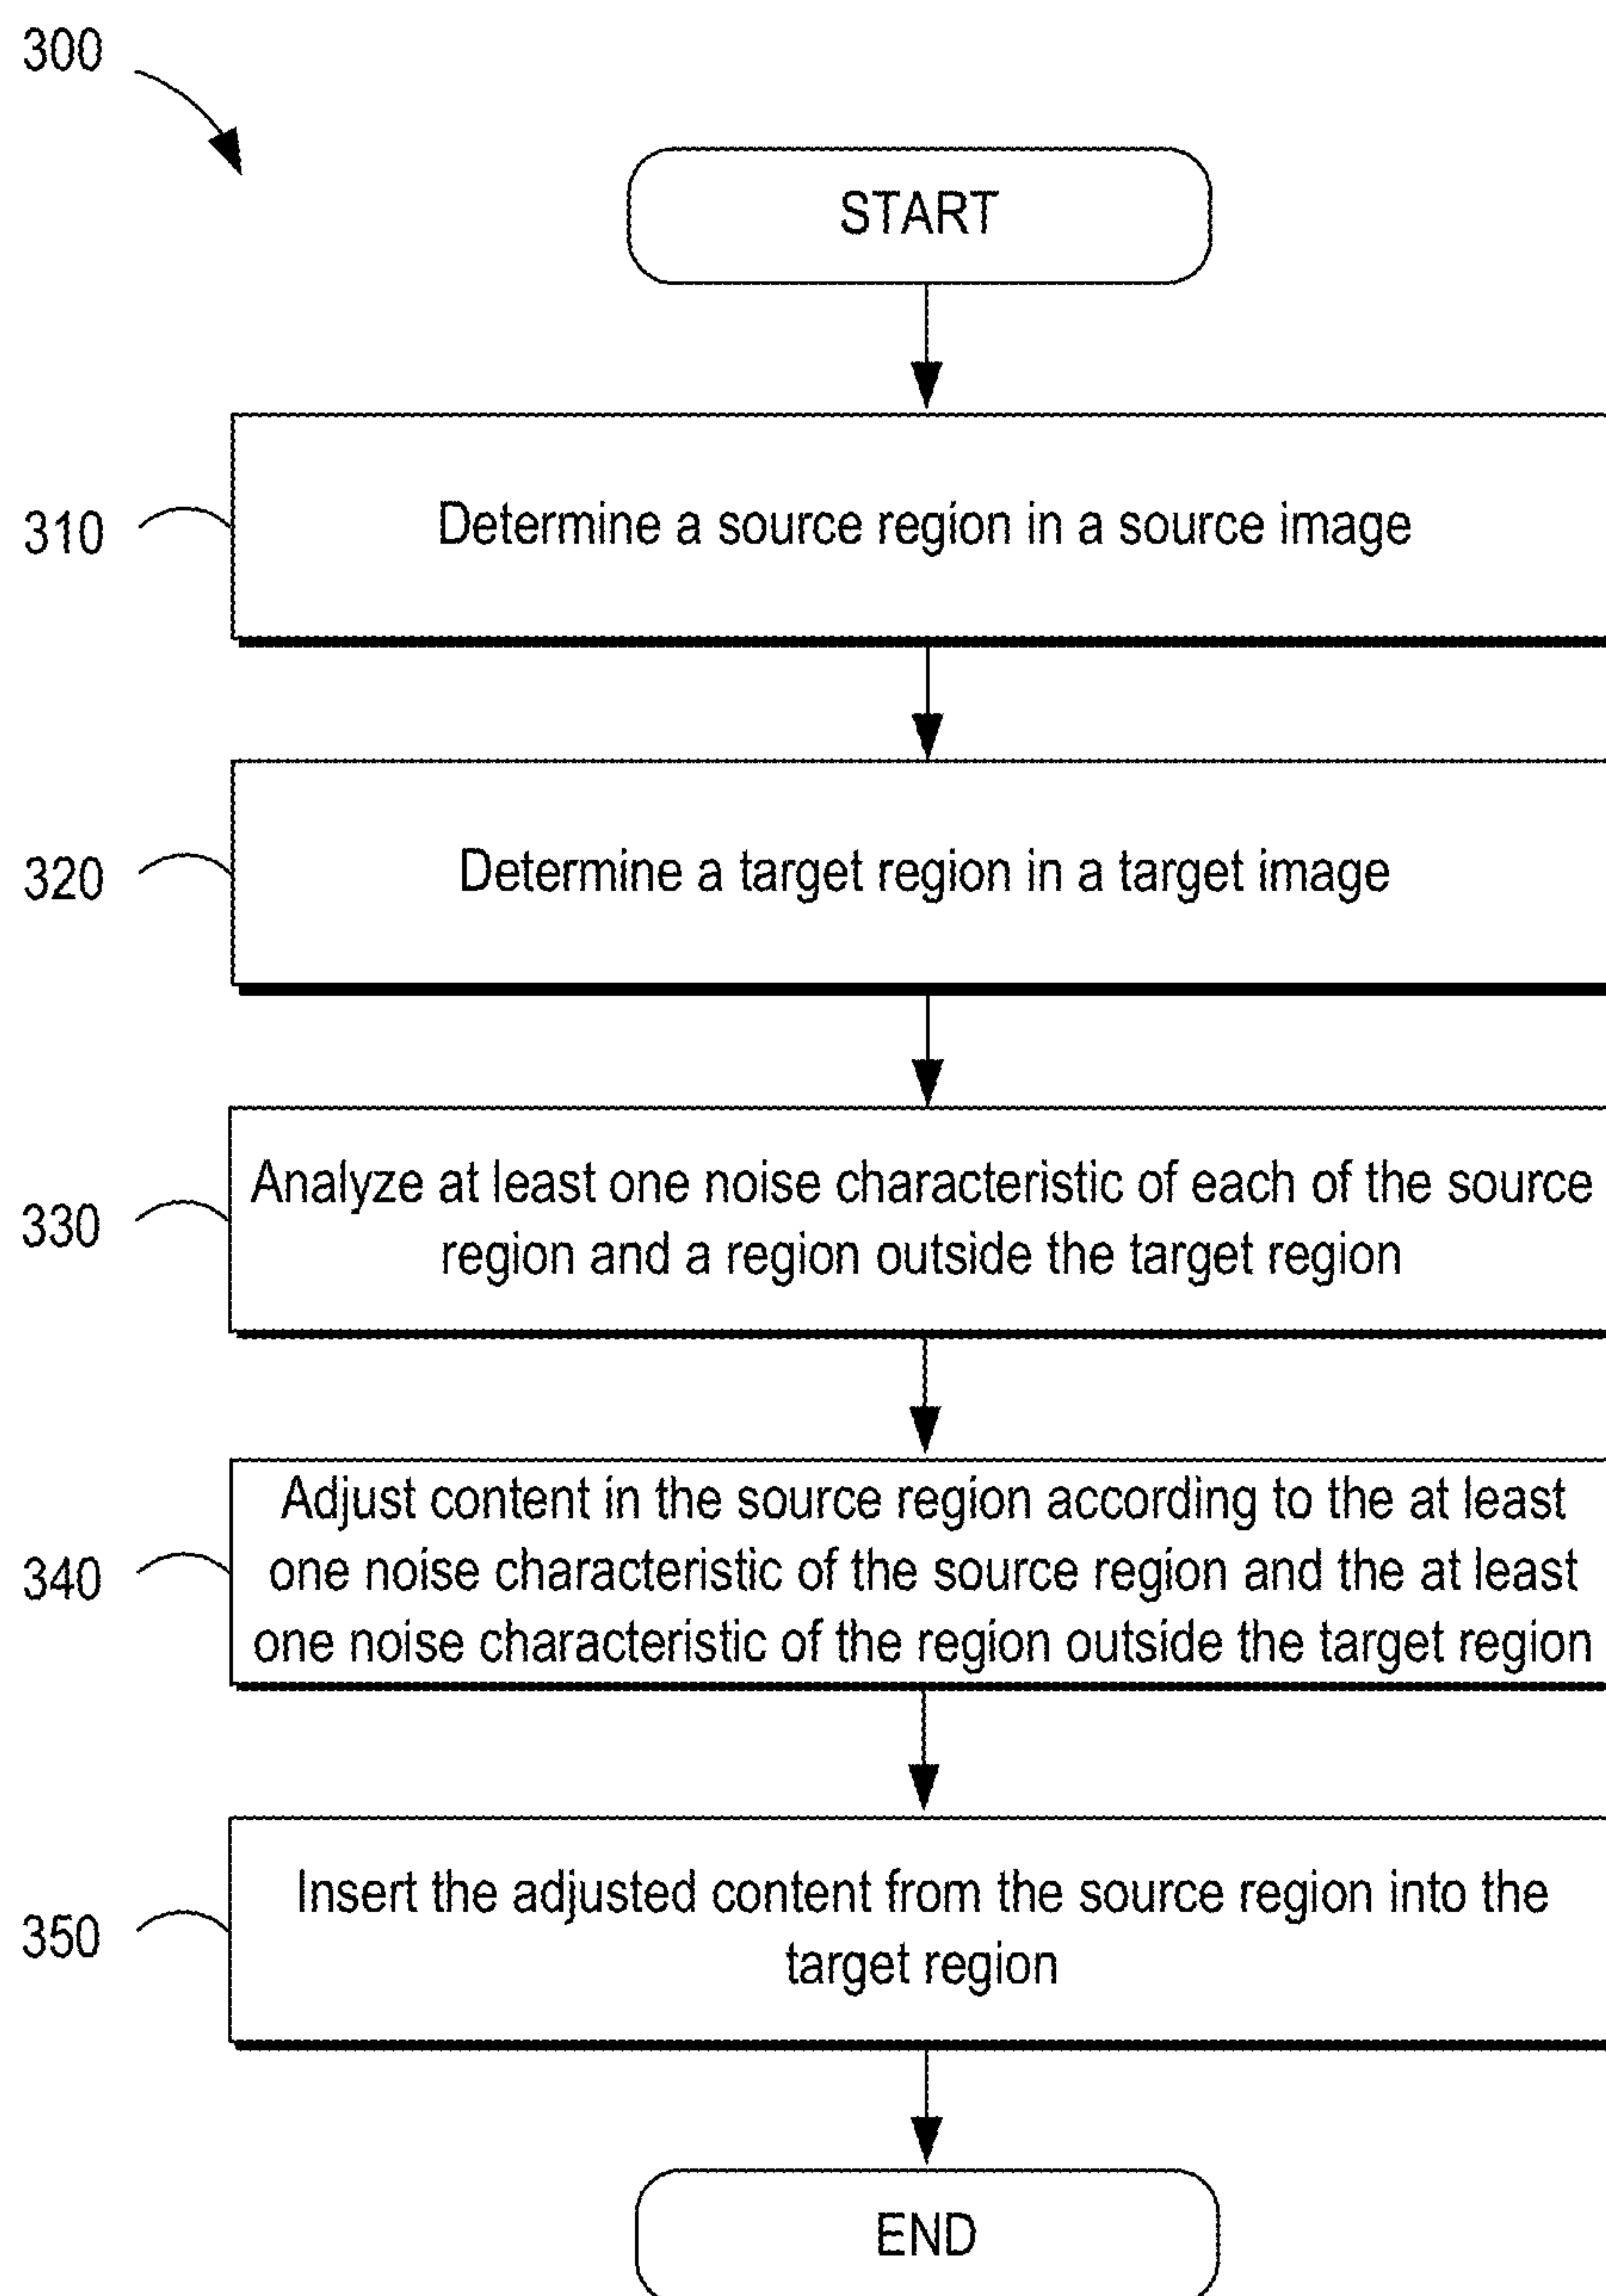 300
START
310
Determine a source region in a source image
320
Determine a target region in a target image
330
Analyze at least one noise characteristic of each of the source
region and a region outside the target region
340
Adjust content in the source region according to the at least
one noise characteristic of the source region and the at least
one noise characteristic of the region outside the target region
350
Insert the adjusted content from the source region into the
target region
END